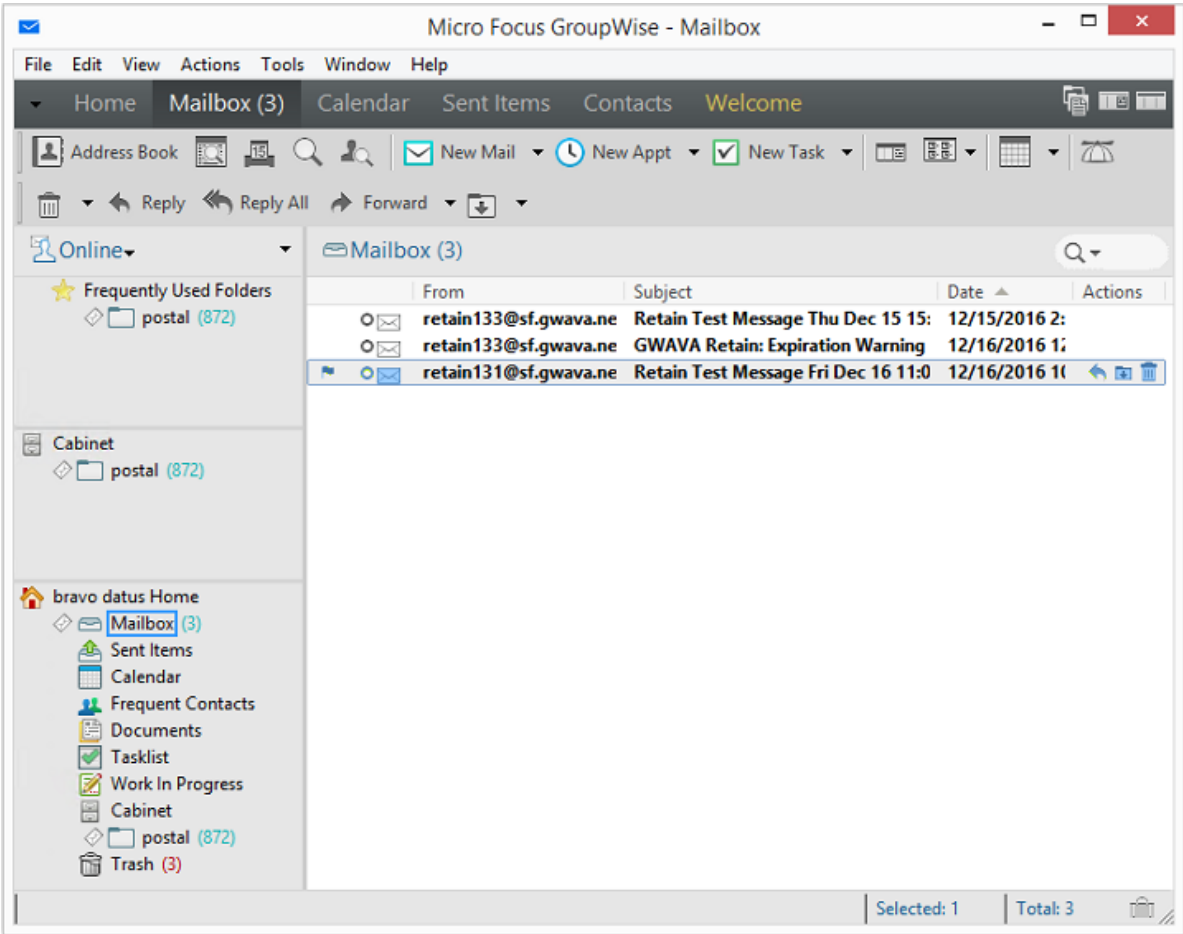 Micro Focus GroupWise - Mailbox
File Edit View Actions Tools Window Help
Home Mailbox (3) Calendar Sent Items Contacts Welcome
Address Book 15 New Mail New Appt New Task
Reply Reply All Forward
Online Mailbox (3)
Frequently Used Folders
postal (872)
From Subject Date Actions
retain133@sf.gwava.ne Retain Test Message Thu Dec 15 15: 12/15/2016 2:
retain133@sf.gwava.ne GWAVA Retain: Expiration Warning 12/16/2016 12
retain131@sf.gwava.ne Retain Test Message Fri Dec 16 11:0 12/16/2016 10
Cabinet
postal (872)
bravo datus Home
Mailbox (3)
Sent Items
Calendar
Frequent Contacts
Documents
Tasklist
Work In Progress
Cabinet
postal (872)
Trash (3)
Selected: 1 Total: 3